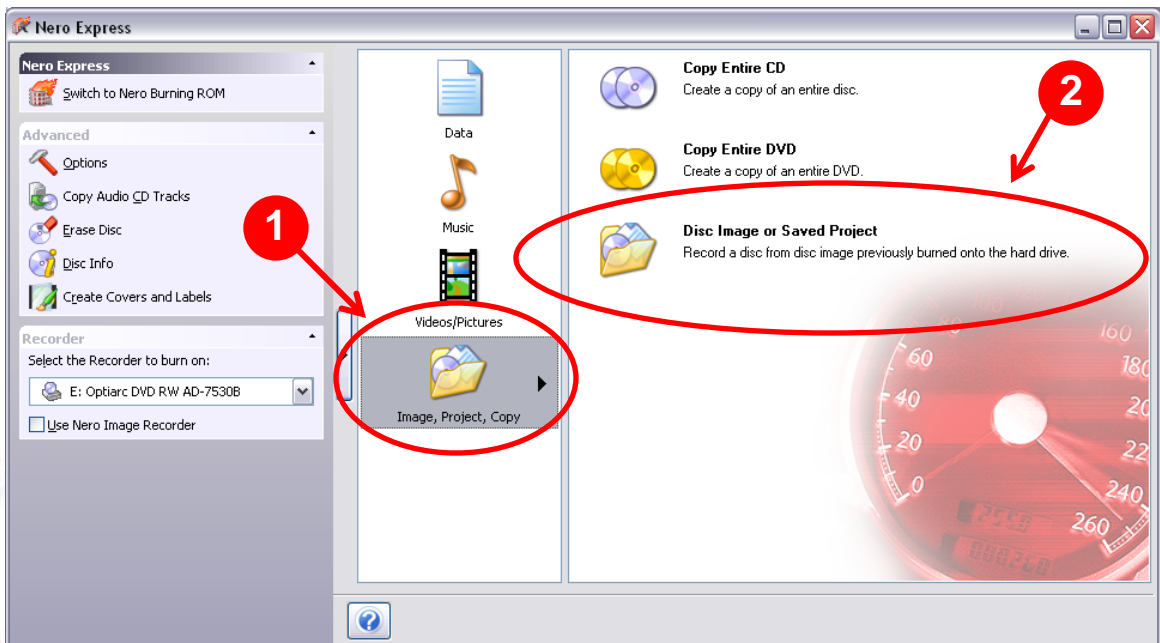 Nero Express
Nero Express
Switch to Nero Burning ROM
Advanced
Options
Copy Audio CD Tracks
Erase Disc
Disc Info
Create Covers and Labels
Recorder
Select the Recorder to burn on:
E: Optiarc DVD RW AD-7530B
Use Nero Image Recorder
1
Data
Music
Videos/Pictures
Image, Project, Copy
2
Copy Entire CD
Create a copy of an entire disc.
Copy Entire DVD
Create a copy of an entire DVD.
Disc Image or Saved Project
Record a disc from disc image previously burned onto the hard drive.
0
20
40
60
80
160
180
20
22
240
260
?